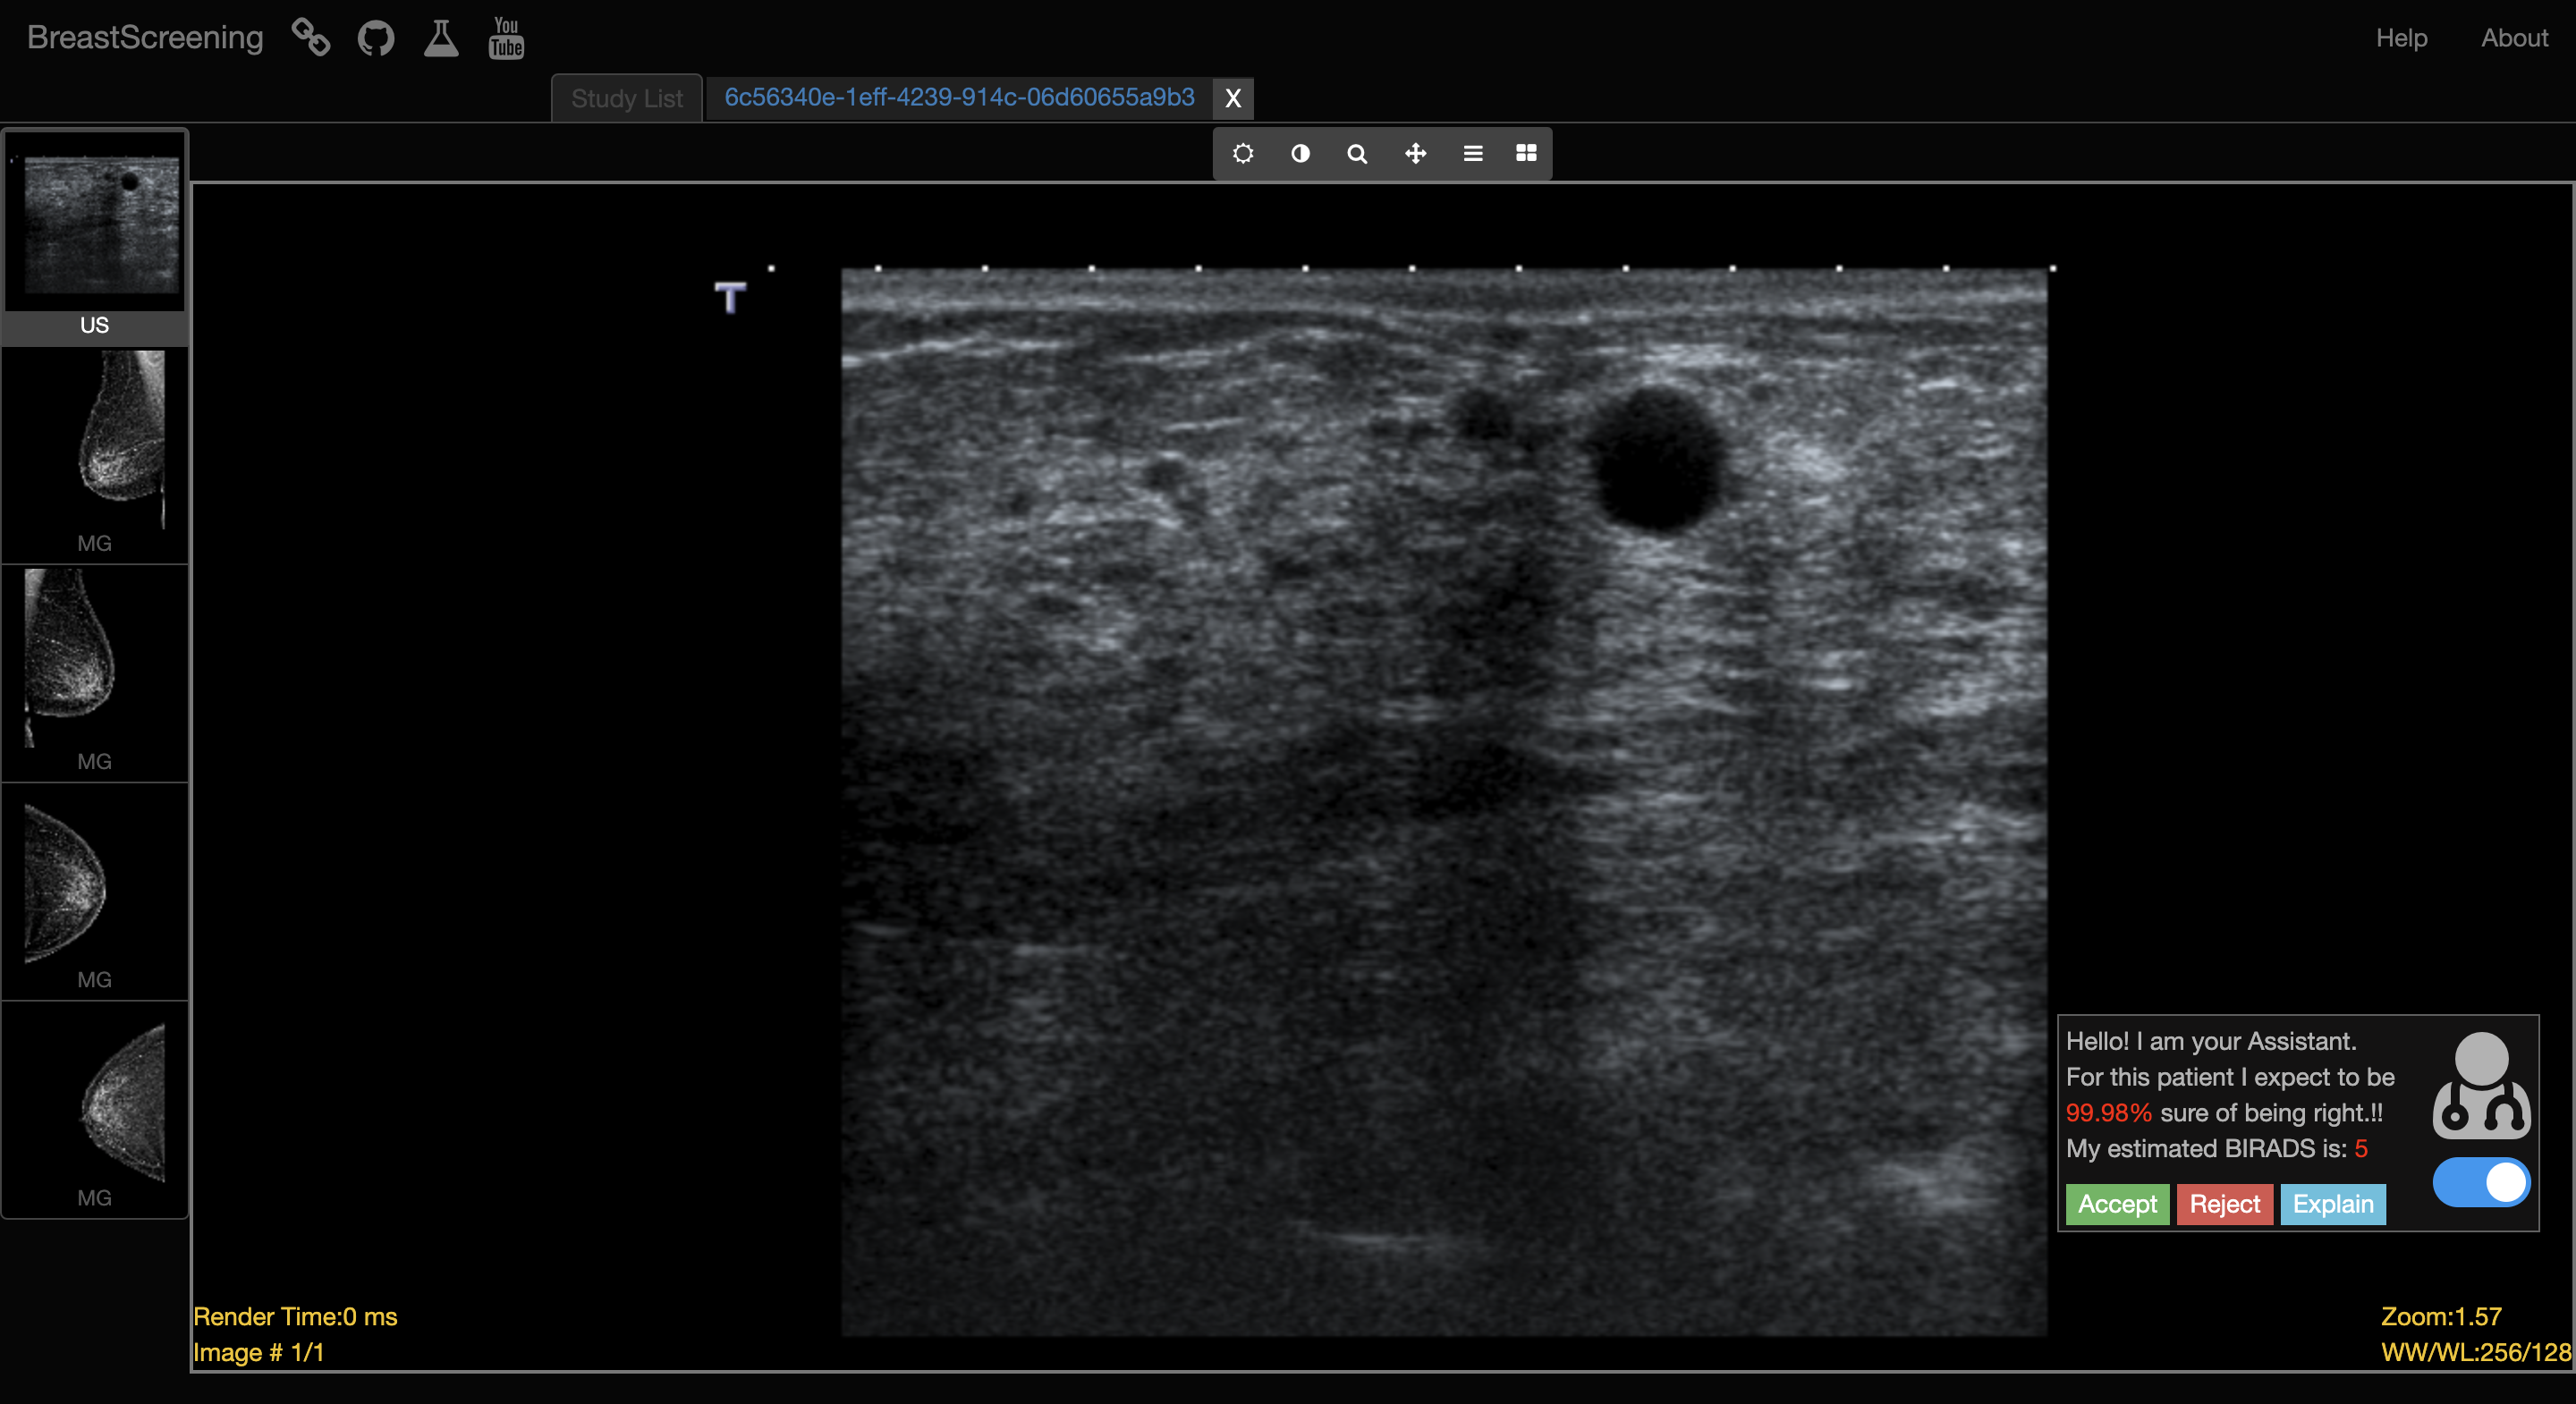 BreastScreening
You
Tube
Help
About
Study List
6c56340e-1eff-4239-914c-06d60655a9b3
X
US
MG
MG
MG
MG
T
Hello! I am your Assistant.
For this patient I expect to be
99.98% sure of being right.!!
My estimated BIRADS is: 5
Accept
Reject
Explain
Render Time:0 ms
Image # 1/1
Zoom:1.57
WW/WL:256/128